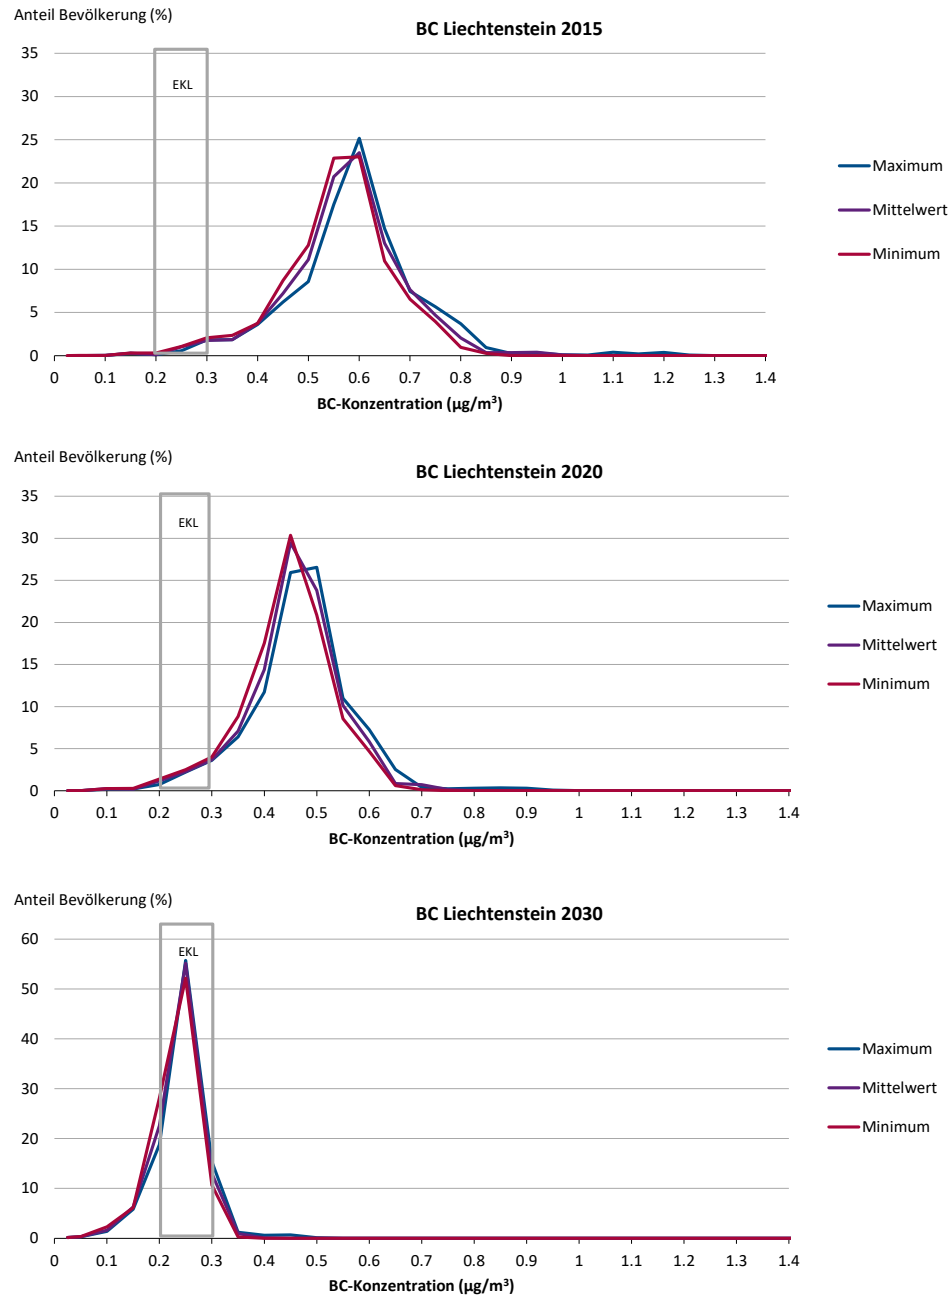 Anteil Bevölkerung (%)
BC Liechtenstein 2015
35
30
25
20
15
10
5
0
EKL
Maximum
Mittelwert
Minimum
0 0.1 0.2 0.3 0.4 0.5 0.6 0.7 0.8 0.9 1 1.1 1.2 1.3 1.4
BC-Konzentration (µg/m³)
Anteil Bevölkerung (%)
BC Liechtenstein 2020
35
30
25
20
15
10
5
0
EKL
Maximum
Mittelwert
Minimum
0 0.1 0.2 0.3 0.4 0.5 0.6 0.7 0.8 0.9 1 1.1 1.2 1.3 1.4
BC-Konzentration (µg/m³)
Anteil Bevölkerung (%)
BC Liechtenstein 2030
60
50
40
30
20
10
0
EKL
Maximum
Mittelwert
Minimum
0 0.1 0.2 0.3 0.4 0.5 0.6 0.7 0.8 0.9 1 1.1 1.2 1.3 1.4
BC-Konzentration (µg/m³)